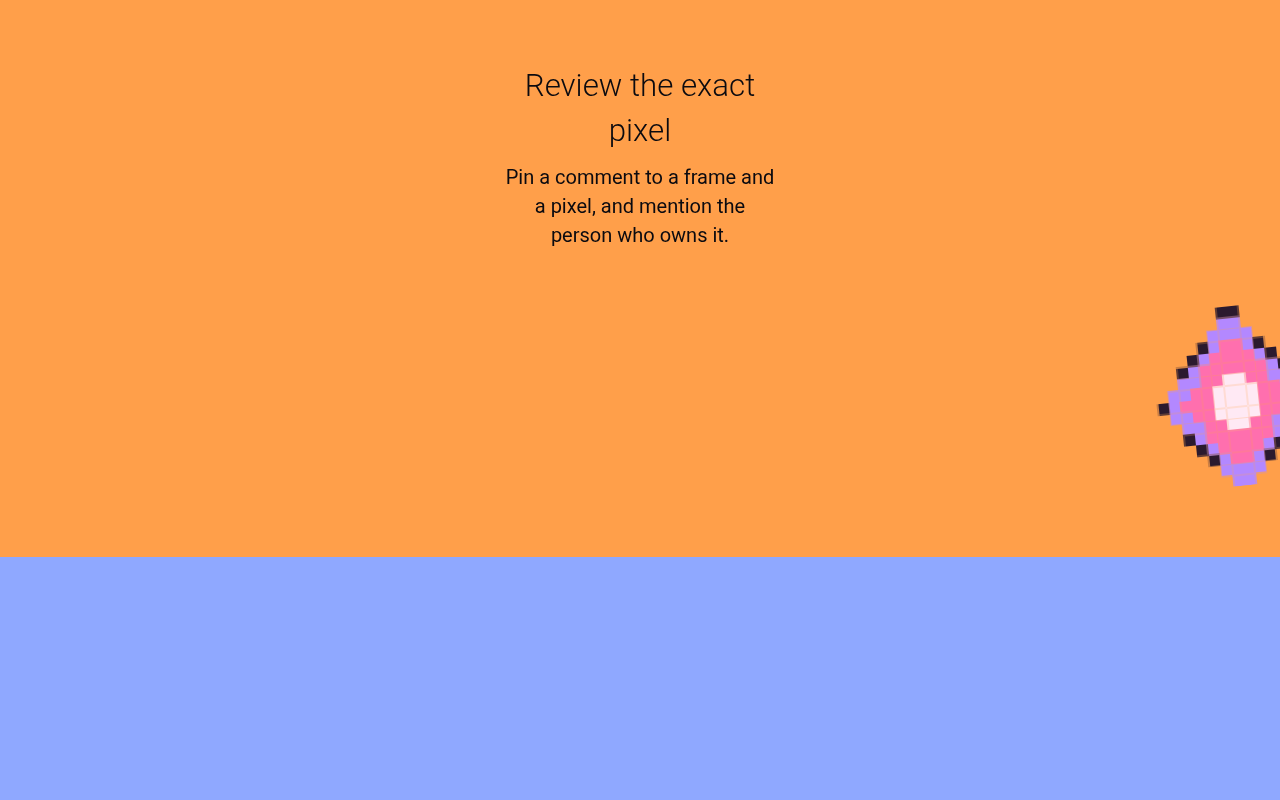 Review the exact
pixel
Pin a comment to a frame and
a pixel, and mention the
person who owns it.